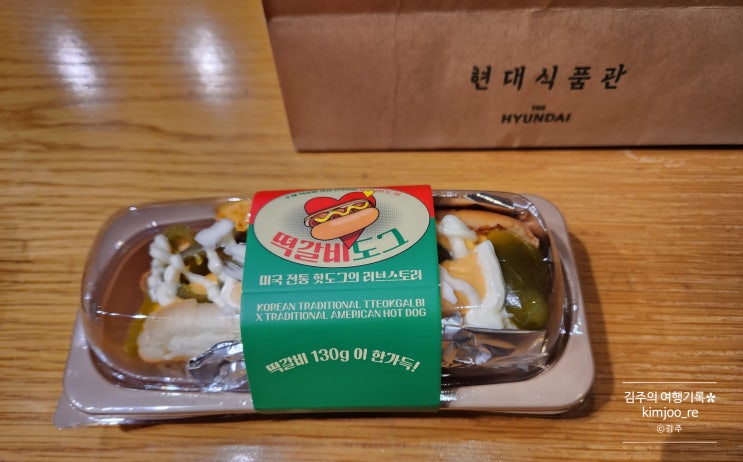 현대식품관
THE
HYUNDAI
떡갈비도그
미국 전통 핫도그의 러브스토리
KOREAN TRADITIONAL TTEOKGALBI
X TRADITIONAL AMERICAN HOT DOG
떡갈비 130g 이 한가득!
김주의 여행기록✽
kimjoo_re
©김주